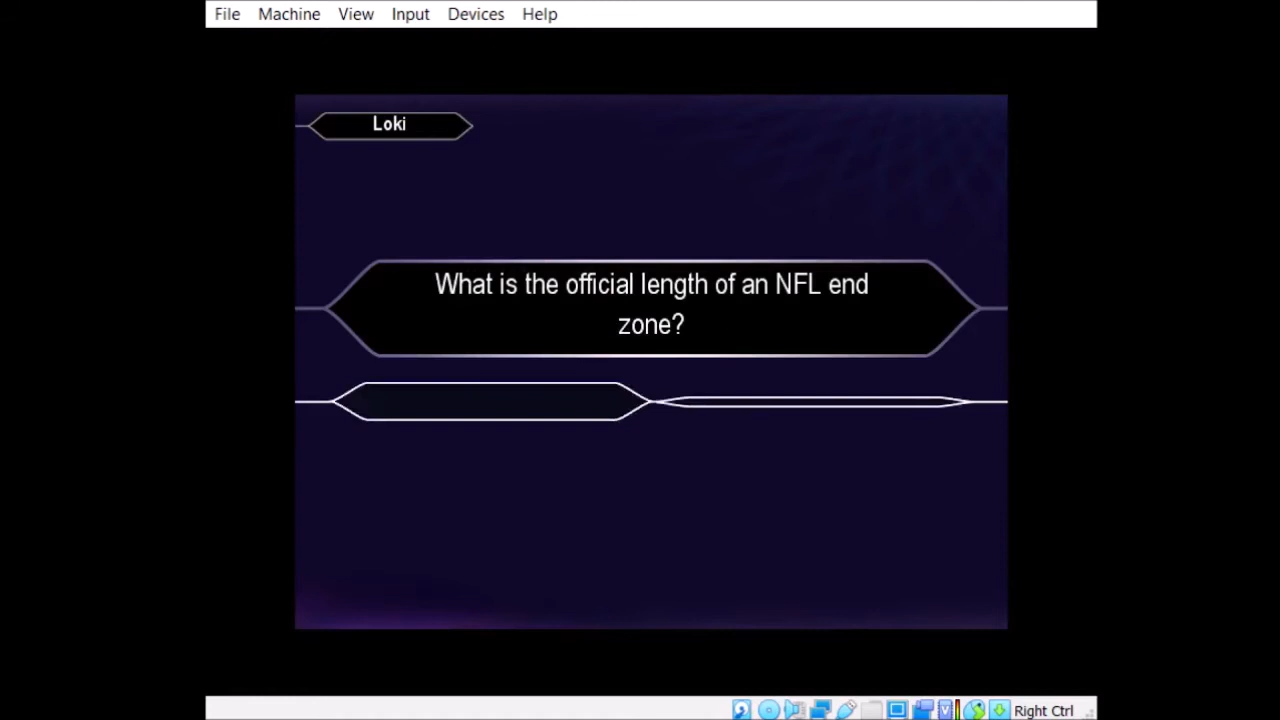 File Machine View Input Devices Help
Loki
What is the official length of an NFL end
zone?
Right Ctrl